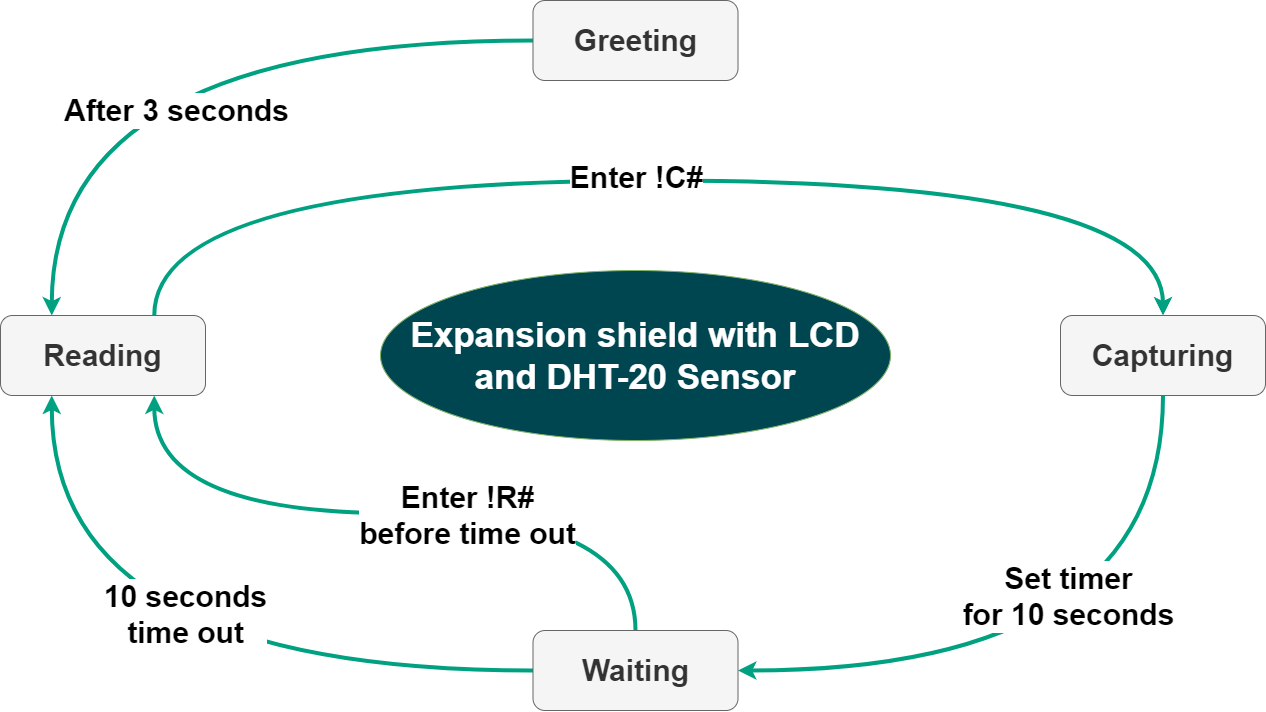 Greeting
After 3 seconds
Enter !C#
Expansion shield with LCD
and DHT-20 Sensor
Reading
Capturing
Enter !R#
before time out
10 seconds
time out
Set timer
for 10 seconds
Waiting